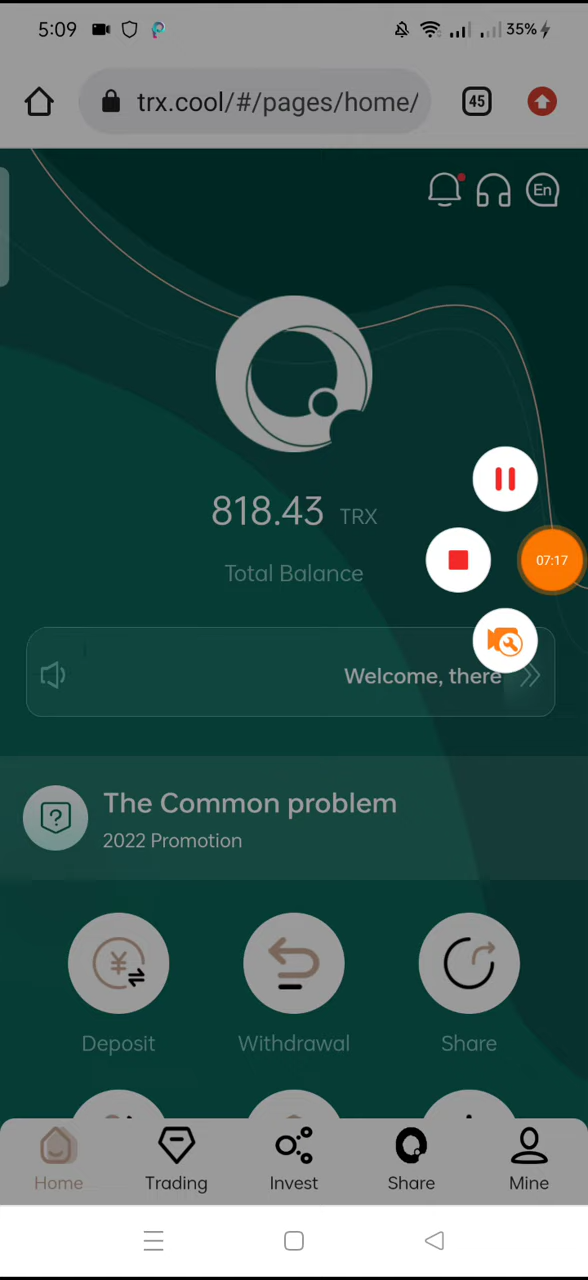 5:09
35%
trx.cool/#/pages/home/
45
En
818.43 TRX
Total Balance
07:17
Welcome, there
The Common problem
2022 Promotion
Deposit
Withdrawal
Share
Home
Trading
Invest
Share
Mine